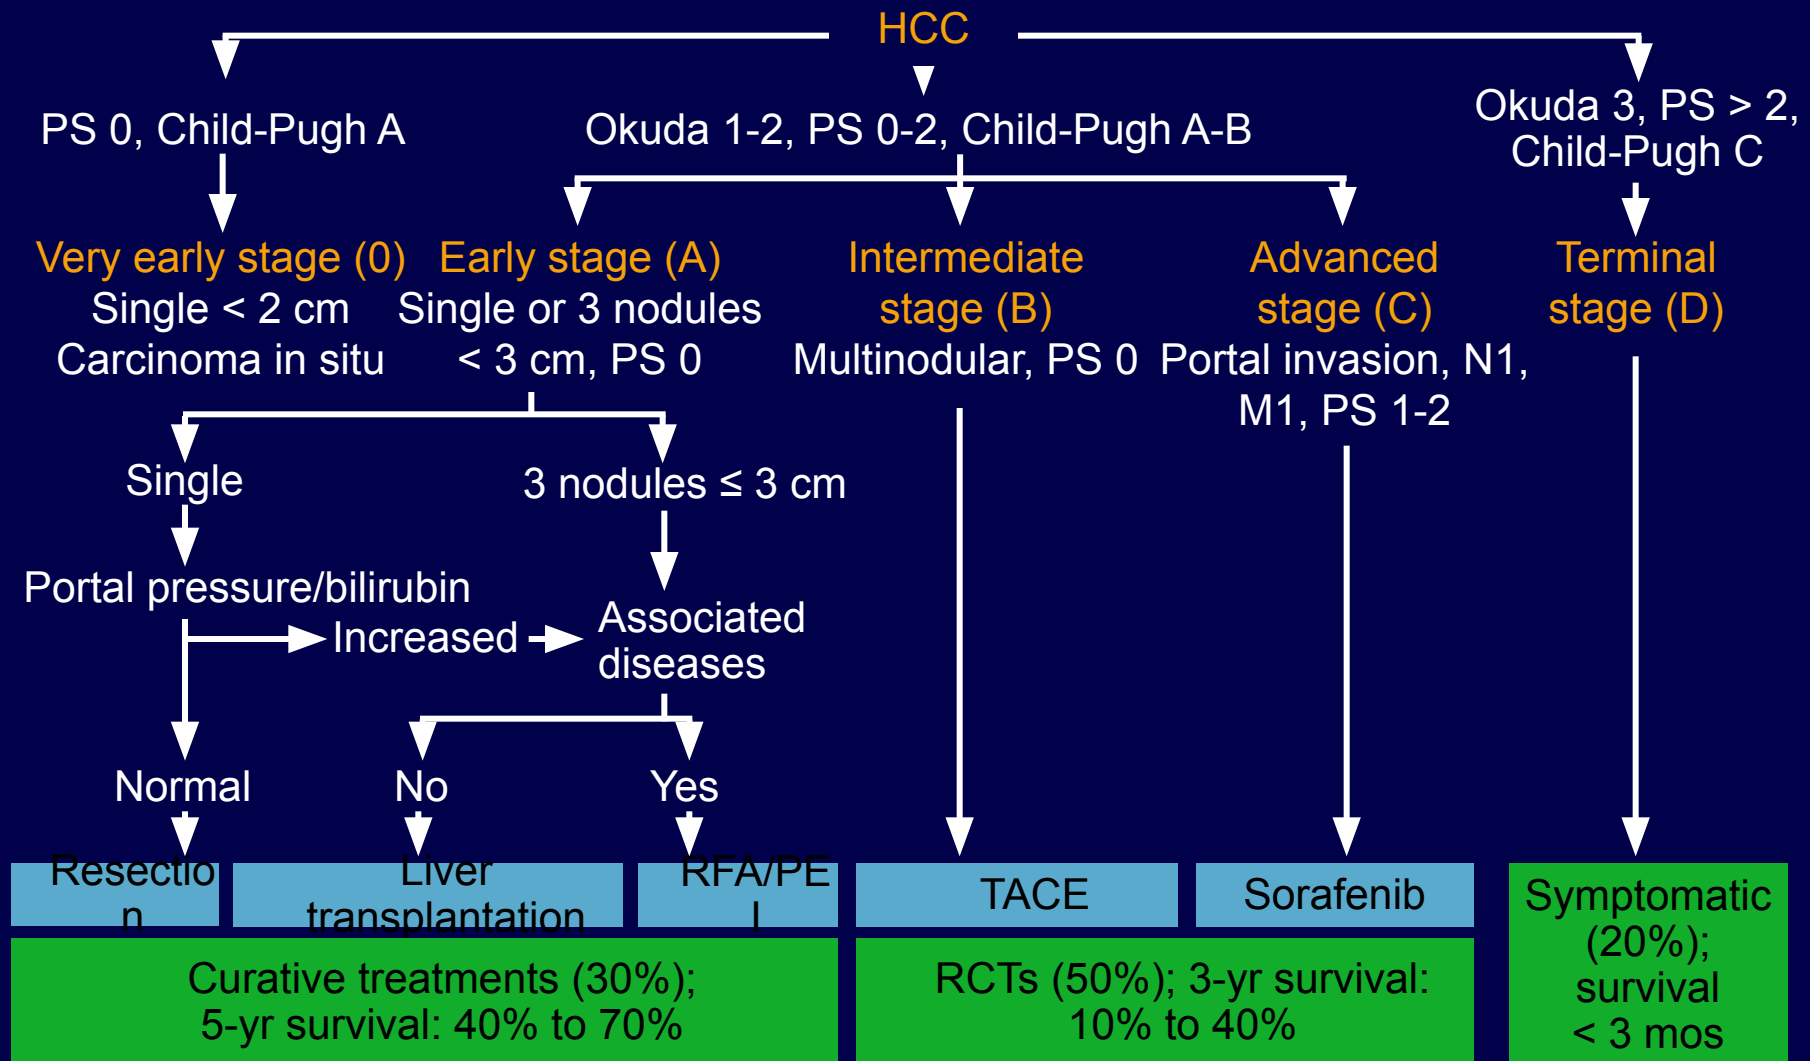 HCC
PS 0, Child-Pugh A
Okuda 1-2, PS 0-2, Child-Pugh A-B
Okuda 3, PS > 2,
Child-Pugh C
Very early stage (0)
Single < 2 cm
Carcinoma in situ
Early stage (A)
Single or 3 nodules
< 3 cm, PS 0
Intermediate
stage (B)
Multinodular, PS 0
Advanced
stage (C)
Portal invasion, N1,
M1, PS 1-2
Terminal
stage (D)
Single
3 nodules ≤ 3 cm
Portal pressure/bilirubin
Increased
Associated
diseases
Normal
No
Yes
Resectio
n
Liver
transplantation
RFA/PE
I
TACE
Sorafenib
Curative treatments (30%);
5-yr survival: 40% to 70%
RCTs (50%); 3-yr survival:
10% to 40%
Symptomatic
(20%);
survival
< 3 mos